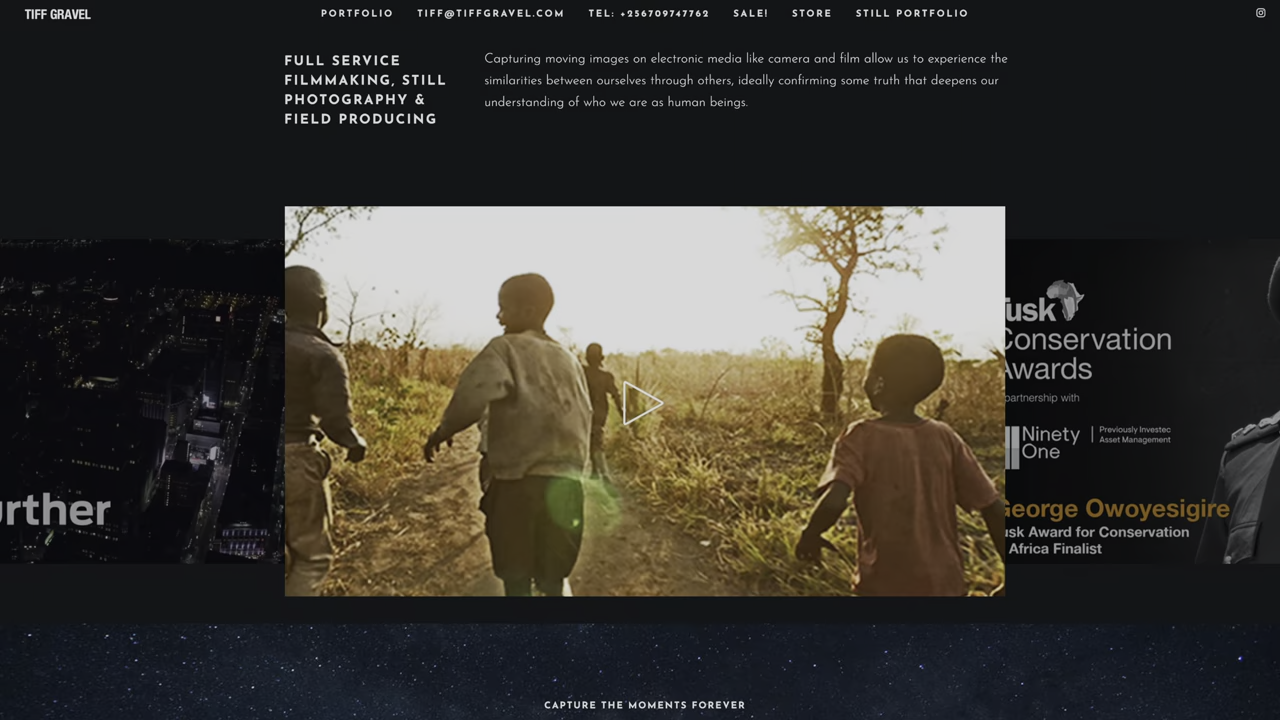 TIFF GRAVEL
PORTFOLIO
TIFF@TIFFGRAVEL.COM
TEL: +256709747762
SALE!
STORE
STILL PORTFOLIO
FULL SERVICE
FILMMAKING, STILL
PHOTOGRAPHY &
FIELD PRODUCING
Capturing moving images on electronic media like camera and film allow us to experience the
similarities between ourselves through others, ideally confirming some truth that deepens our
understanding of who we are as human beings.
urther
usk
Conservation
Awards
partnership with
Ninety
One
Previously Investec
Asset Management
George Owoyesigire
usk Award for Conservation
Africa Finalist
CAPTURE THE MOMENTS FOREVER